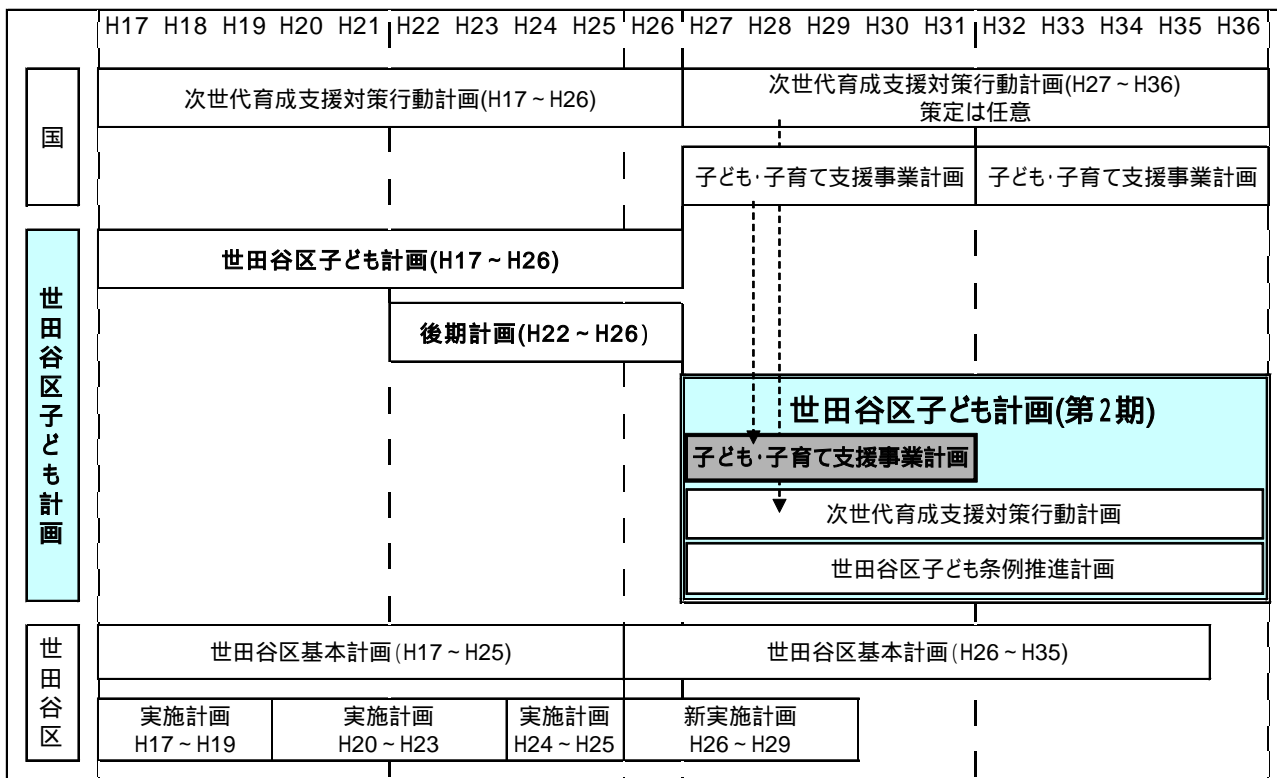 H17 H18 H19 H20 H21 H22 H23 H24 H25 H26 H27 H28 H29 H30 H31 H32 H33 H34 H35 H36
国
次世代育成支援対策行動計画(H17～H26)
次世代育成支援対策行動計画(H27～H36)
策定は任意
子ども・子育て支援事業計画
子ども・子育て支援事業計画
世田谷区子ども計画
世田谷区子ども計画(H17～H26)
後期計画(H22～H26)
世田谷区子ども計画(第2期)
子ども・子育て支援事業計画
次世代育成支援対策行動計画
世田谷区子ども条例推進計画
世田谷区
世田谷区基本計画(H17～H25)
世田谷区基本計画(H26～H35)
実施計画
H17～H19
実施計画
H20～H23
実施計画
H24～H25
新実施計画
H26～H29